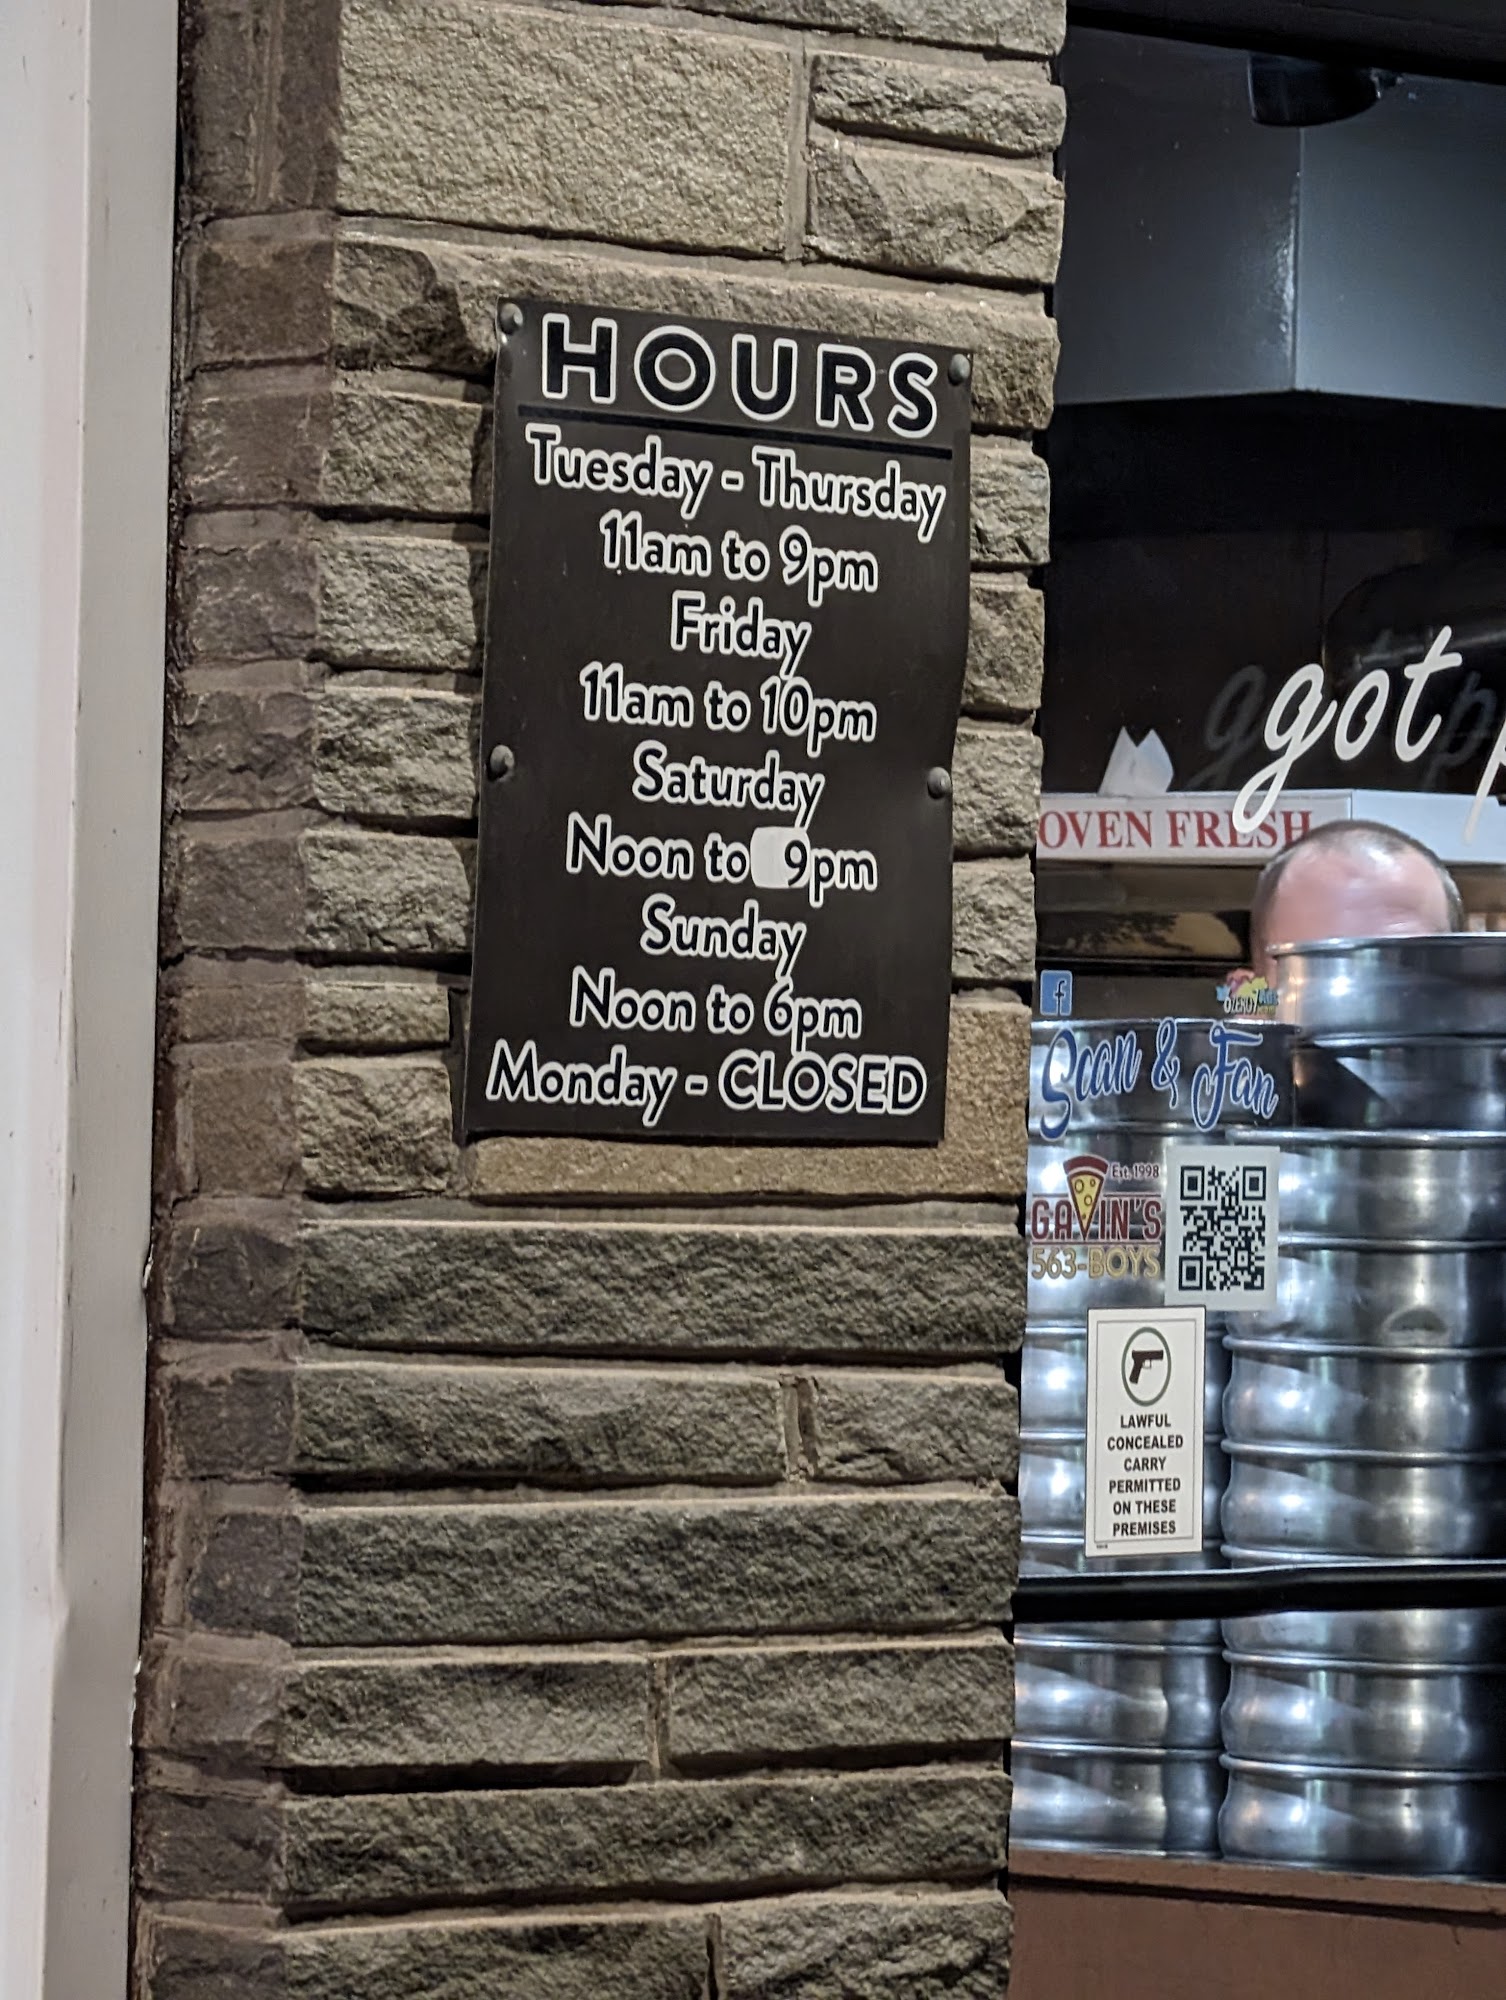 HOURS
Tuesday - Thursday
11am to 9pm
Friday
11am to 10pm
Saturday
Noon to 9pm
Sunday
Noon to 6pm
Monday - CLOSED
got
OVEN FRESH
f
Scan & Fan
Est. 1998
GAVIN'S
563-BOYS
LAWFUL
CONCEALED
CARRY
PERMITTED
ON THESE
PREMISES